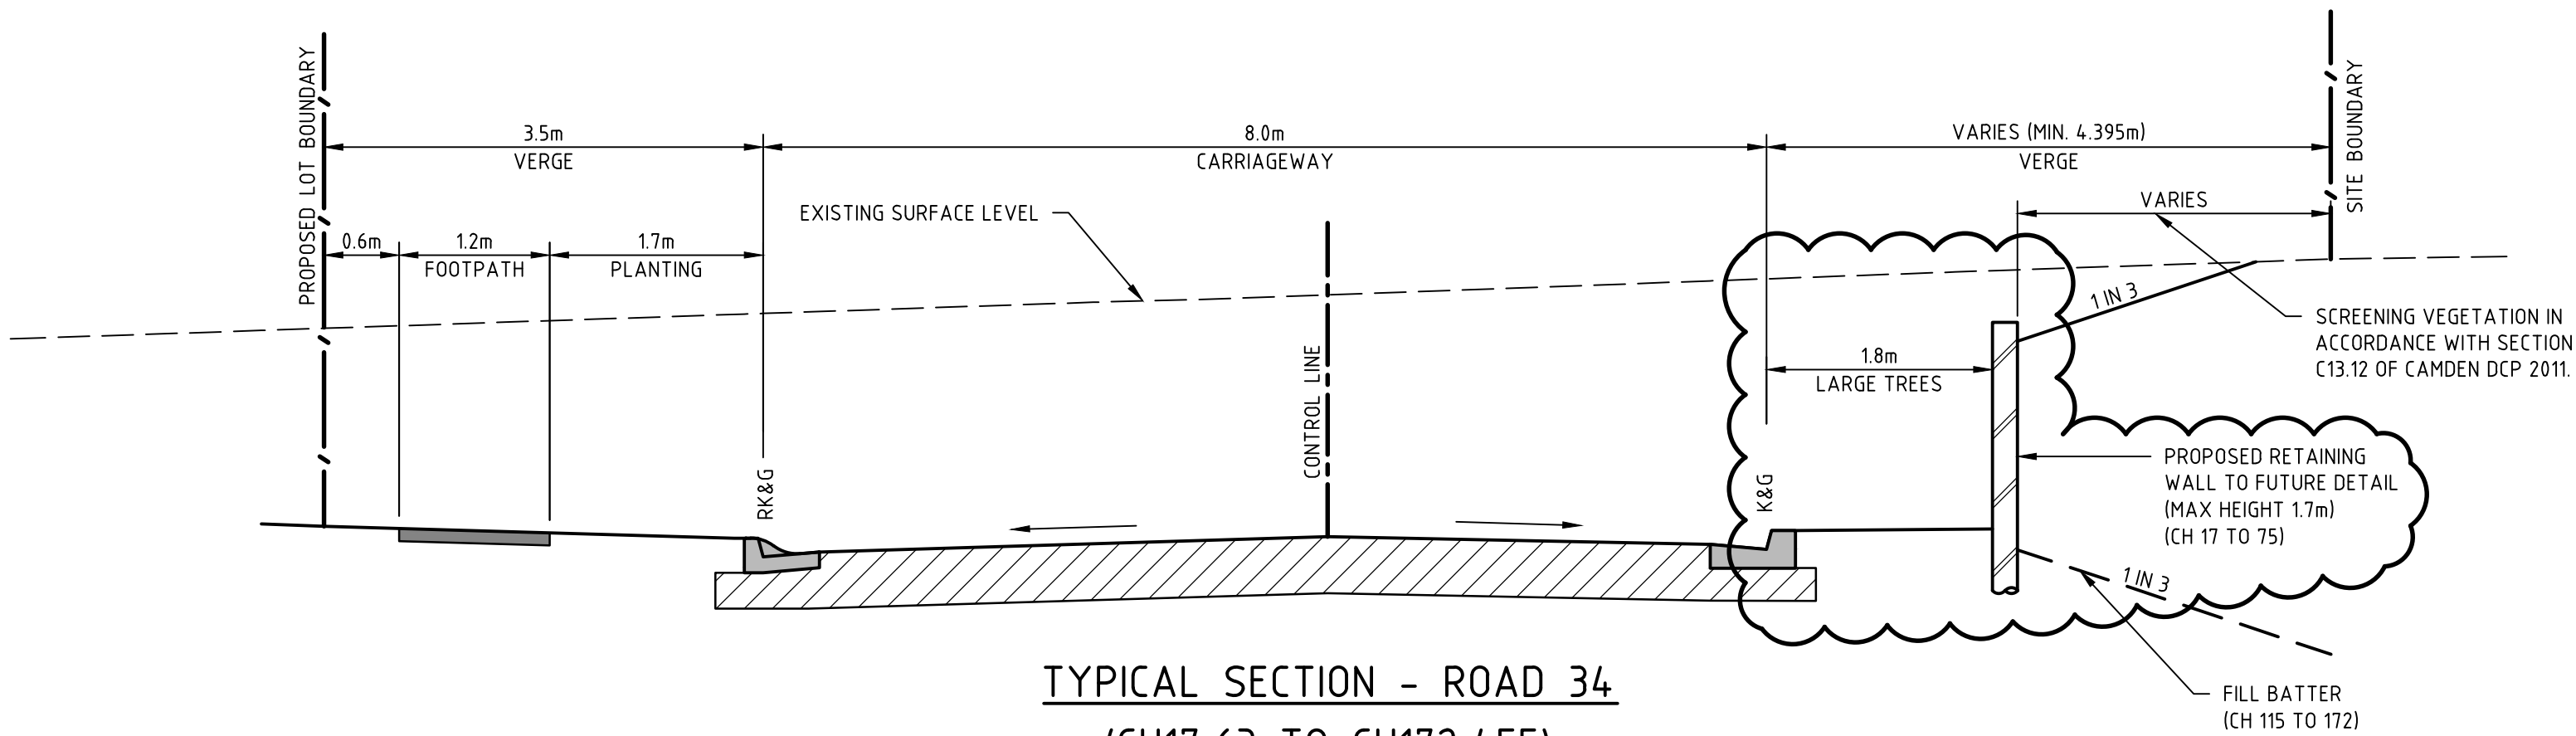 PROPOSED LOT BOUNDARY
3.5m
VERGE
8.0m
CARRIAGEWAY
VARIES (MIN. 4.395m)
VERGE
SITE BOUNDARY
VARIES
EXISTING SURFACE LEVEL
0.6m
1.2m
FOOTPATH
1.7m
PLANTING
1 IN 3
SCREENING VEGETATION IN
ACCORDANCE WITH SECTION
C13.12 OF CAMDEN DCP 2011.
CONTROL LINE
1.8m
LARGE TREES
RK&G
K&G
PROPOSED RETAINING
WALL TO FUTURE DETAIL
(MAX HEIGHT 1.7m)
(CH 17 TO 75)
1 IN 3
FILL BATTER
(CH 115 TO 172)
TYPICAL SECTION - ROAD 34